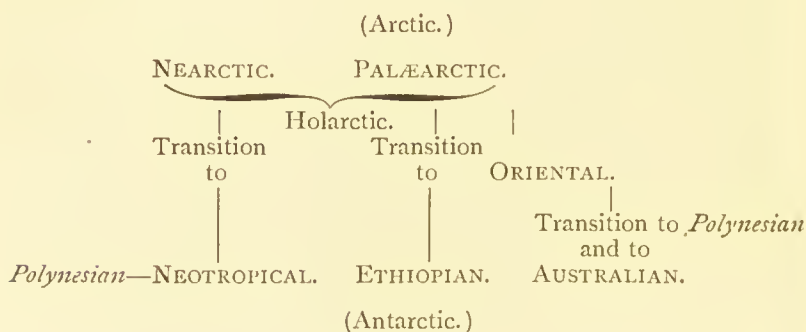 (Arctic.)
NEARCTIC. PALÆARCTIC.
Holarctic.
Transition Transition
to to ORIENTAL.
Transition to Polynesian
and to
Polynesian—NEOTROPICAL. ETHIOPIAN. AUSTRALIAN.
(Antarctic.)